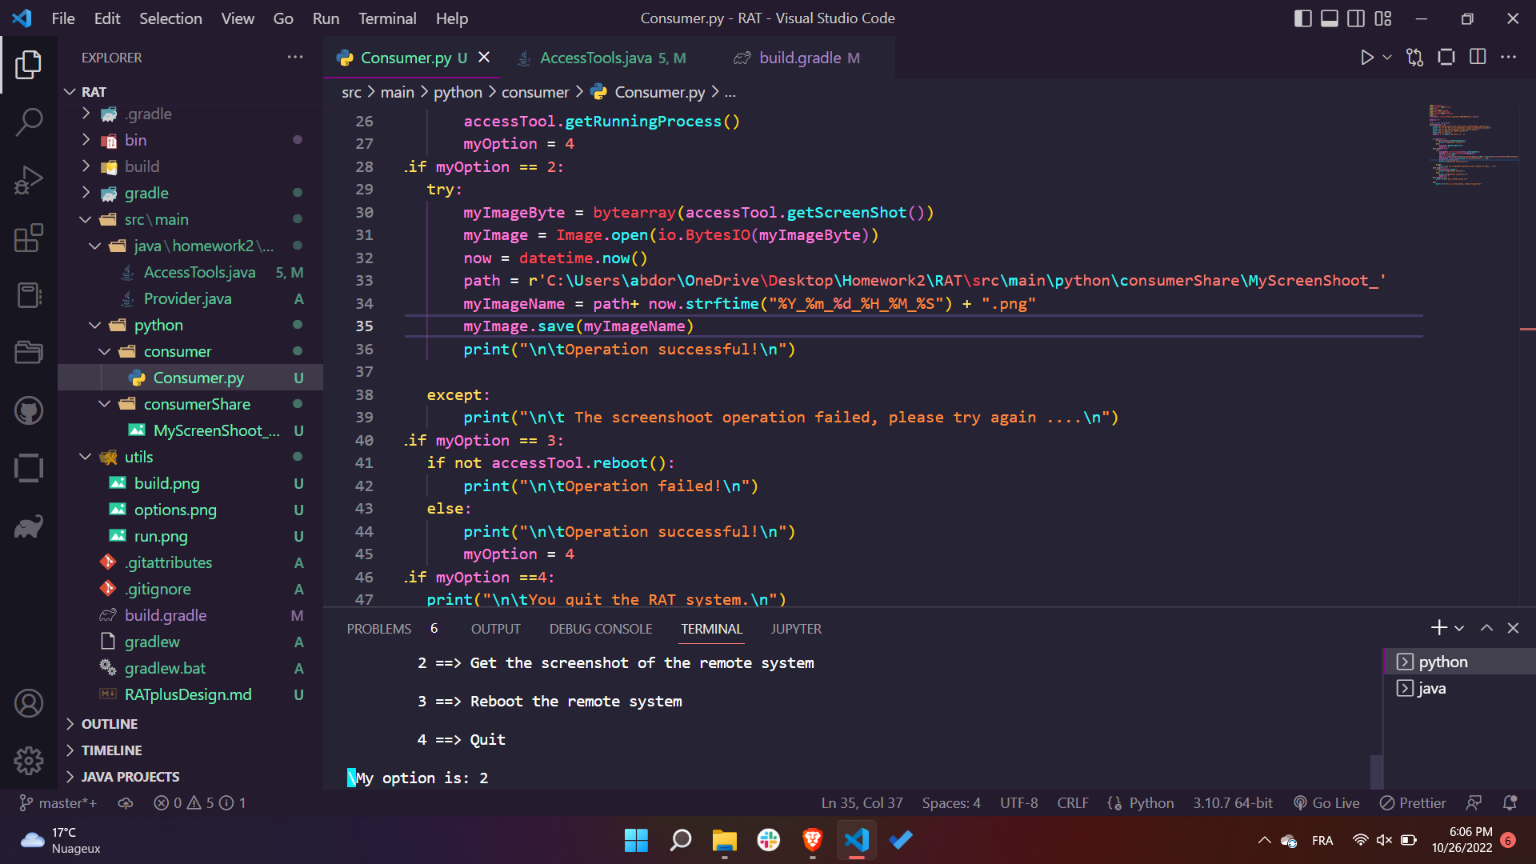 File Edit Selection View Go Run Terminal Help Consumer.py - RAT - Visual Studio Code
EXPLORER
Consumer.py U
AccessTools.java 5, M
build.gradle M
RAT
.gradle
bin
build
gradle
src\main
java\homework2\...
AccessTools.java 5, M
Provider.java A
python
consumer
Consumer.py U
consumerShare
MyScreenShoot_... U
utils
build.png U
options.png U
run.png U
.gitattributes A
.gitignore A
build.gradle M
gradlew A
gradlew.bat A
RATplusDesign.md U
OUTLINE
TIMELINE
JAVA PROJECTS
src > main > python > consumer > Consumer.py > ...
26 accessTool.getRunningProcess()
27 myOption = 4
28 .if myOption == 2:
29 try:
30 myImageByte = bytearray(accessTool.getScreenShot())
31 myImage = Image.open(io.BytesIO(myImageByte))
32 now = datetime.now()
33 path = r'C:\Users\abdor\OneDrive\Desktop\Homework2\RAT\src\main\python\consumerShare\MyScreenShoot_'
34 myImageName = path+ now.strftime("%Y_%m_%d_%H_%M_%S") + ".png"
35 myImage.save(myImageName)
36 print("\n\tOperation successful!\n")
37
38 except:
39 print("\n\t The screenshoot operation failed, please try again ....\n")
40 .if myOption == 3:
41 if not accessTool.reboot():
42 print("\n\tOperation failed!\n")
43 else:
44 print("\n\tOperation successful!\n")
45 myOption = 4
46 .if myOption ==4:
47 print("\n\tYou quit the RAT system.\n")
PROBLEMS 6 OUTPUT DEBUG CONSOLE TERMINAL JUPYTER
2 ==> Get the screenshot of the remote system
3 ==> Reboot the remote system
4 ==> Quit
\My option is: 2
python
java
master*+ 0 5 1 Ln 35, Col 37 Spaces: 4 UTF-8 CRLF Python 3.10.7 64-bit Go Live Prettier
17°C
Nuageux
FRA
6:06 PM
10/26/2022
6